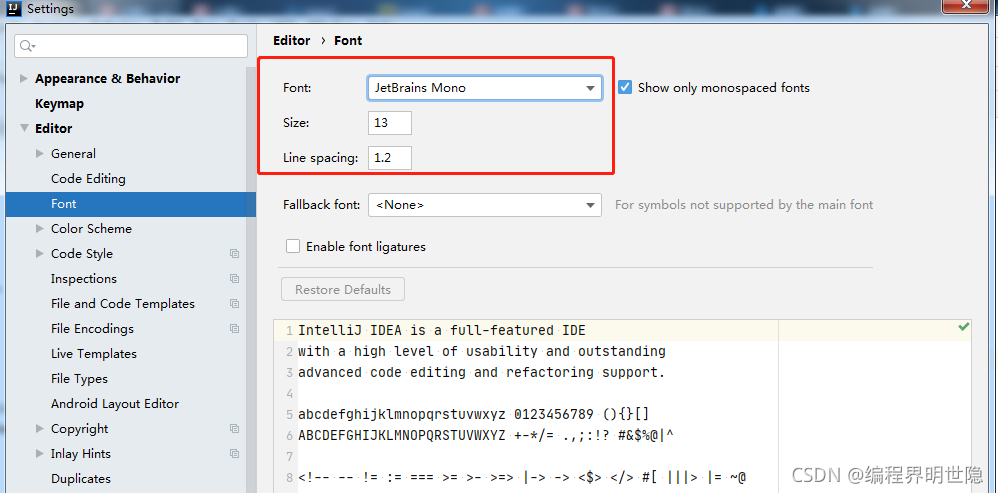 Settings
Editor › Font
Appearance & Behavior
Keymap
Editor
General
Code Editing
Font
Color Scheme
Code Style
Inspections
File and Code Templates
File Encodings
Live Templates
File Types
Android Layout Editor
Copyright
Inlay Hints
Duplicates
Font: JetBrains Mono Show only monospaced fonts
Size: 13
Line spacing: 1.2
Fallback font: <None> For symbols not supported by the main font
Enable font ligatures
Restore Defaults
1 IntelliJ IDEA is a full-featured IDE
2 with a high level of usability and outstanding
3 advanced code editing and refactoring support.
4
5 abcdefghijklmnopqrstuvwxyz 0123456789 (){}[]
6 ABCDEFGHIJKLMNOPQRSTUVWXYZ +-*/= .,;:!? #&$%@|^
7
8 <!-- -- != := === >= >- >=> |-> -> <$> </> #[ |||> |= ~@
CSDN @编程界明世隐